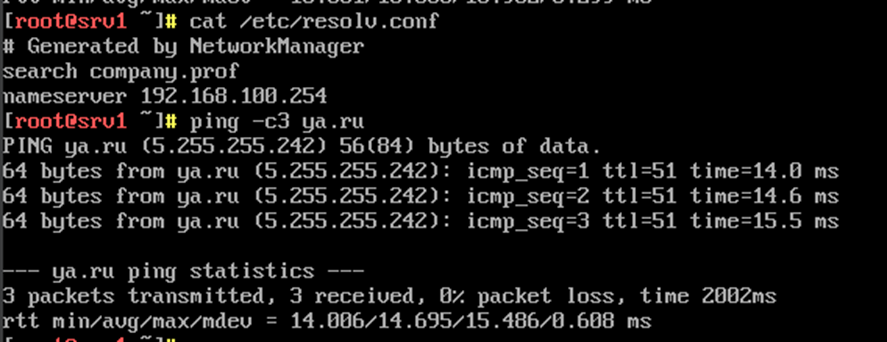 [root@srv1 ~]# cat /etc/resolv.conf
# Generated by NetworkManager
search company.prof
nameserver 192.168.100.254
[root@srv1 ~]# ping -c3 ya.ru
PING ya.ru (5.255.255.242) 56(84) bytes of data.
64 bytes from ya.ru (5.255.255.242): icmp_seq=1 ttl=51 time=14.0 ms
64 bytes from ya.ru (5.255.255.242): icmp_seq=2 ttl=51 time=14.6 ms
64 bytes from ya.ru (5.255.255.242): icmp_seq=3 ttl=51 time=15.5 ms
--- ya.ru ping statistics ---
3 packets transmitted, 3 received, 0% packet loss, time 2002ms
rtt min/avg/max/mdev = 14.006/14.695/15.486/0.608 ms